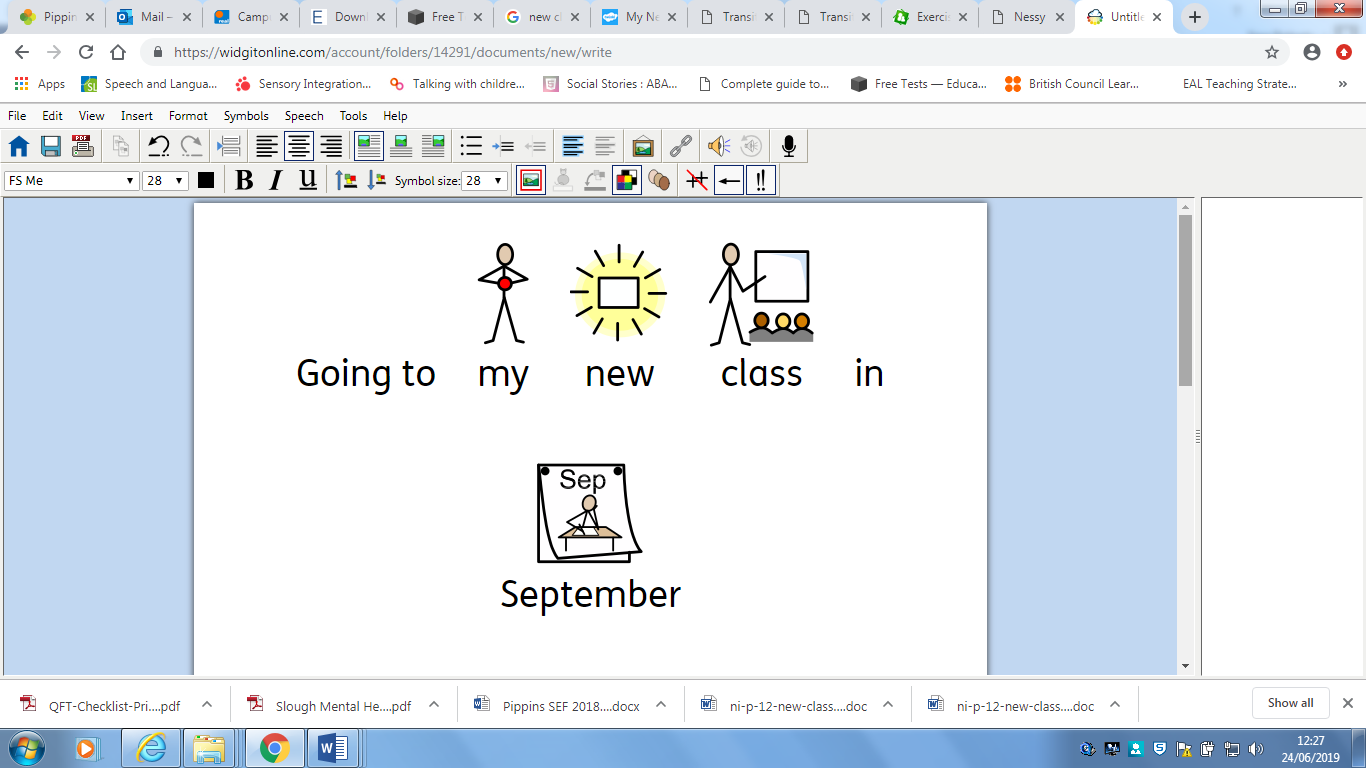 Pippin Mail – Camp Downl Free T new cl My Ne Transi Transi Exercis Nessy Untitle
https://widgitonline.com/account/folders/14291/documents/new/write
Apps Speech and Langua... Sensory Integration... Talking with childre... Social Stories : ABA... Complete guide to... Free Tests — Educa... British Council Lear... EAL Teaching Strate... »
File Edit View Insert Format Symbols Speech Tools Help
PDF
FS Me 28 B I U Symbol size: 28 !!
Going to my new class in
Sep
September
QFT-Checklist-Pri....pdf Slough Mental He....pdf Pippins SEF 2018....docx ni-p-12-new-class....doc ni-p-12-new-class....doc Show all
12:27
24/06/2019